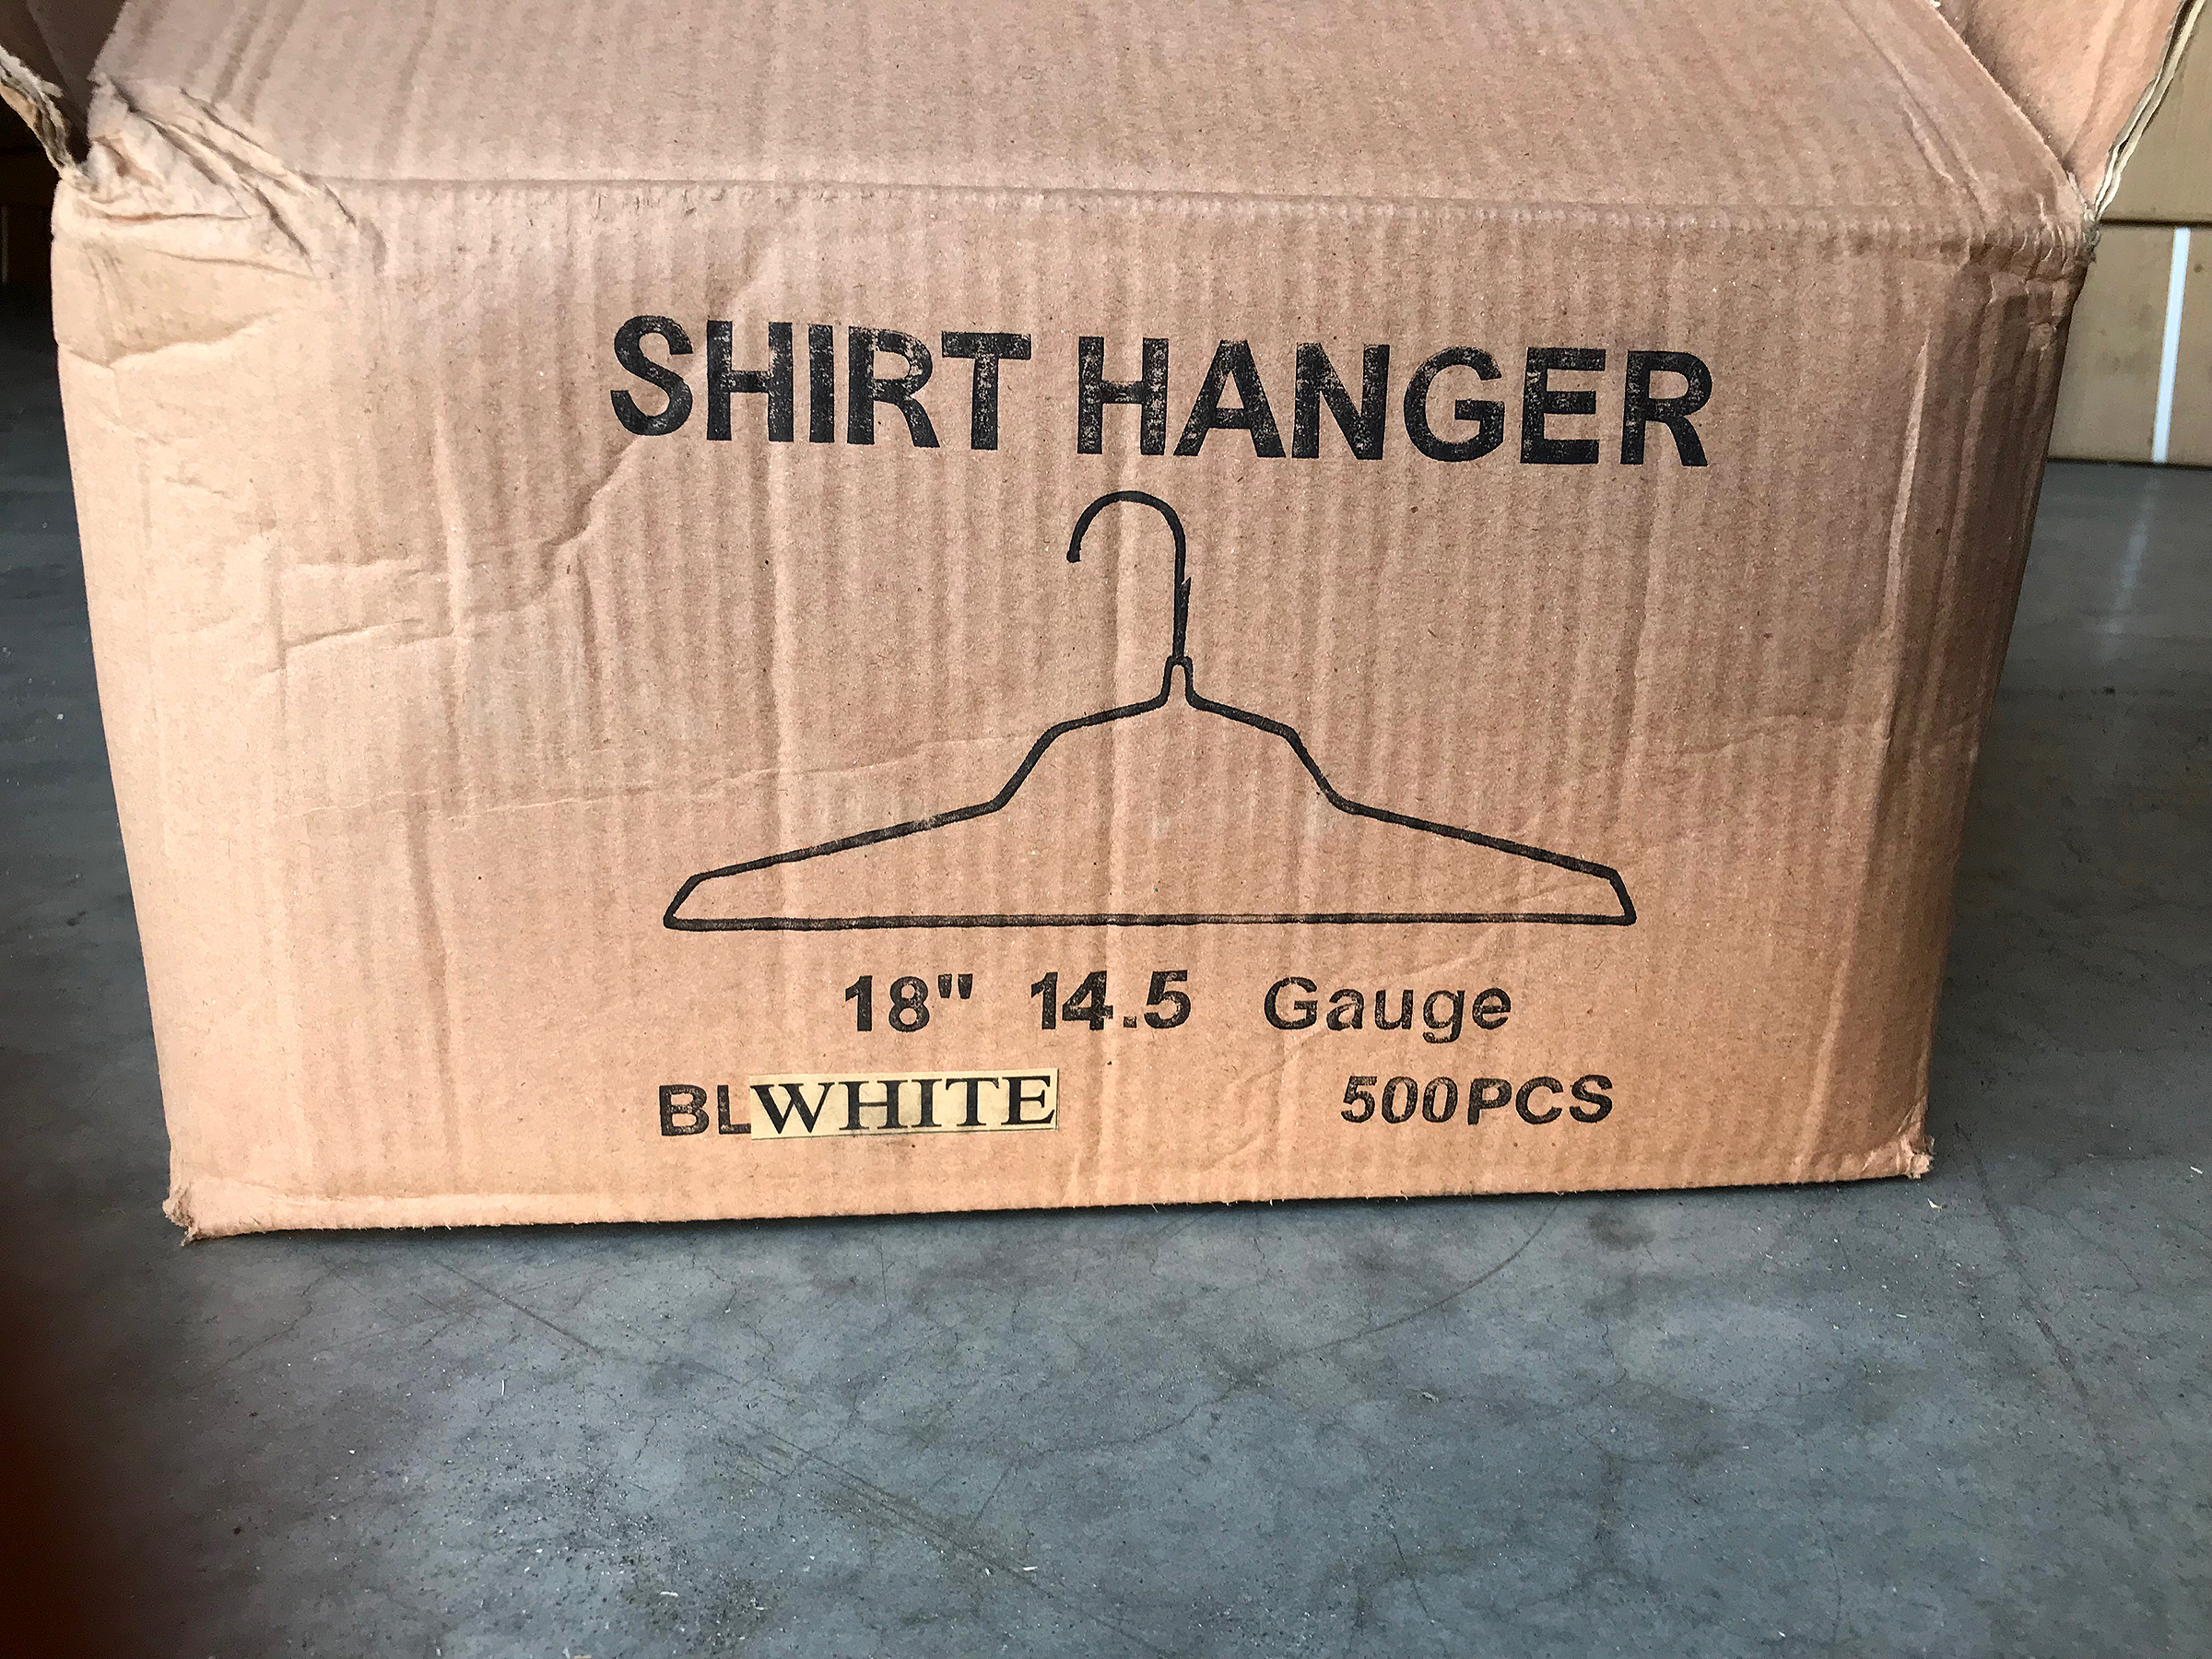 SHIRT HANGER
18" 14.5 Gauge
BLWHITE 500PCS